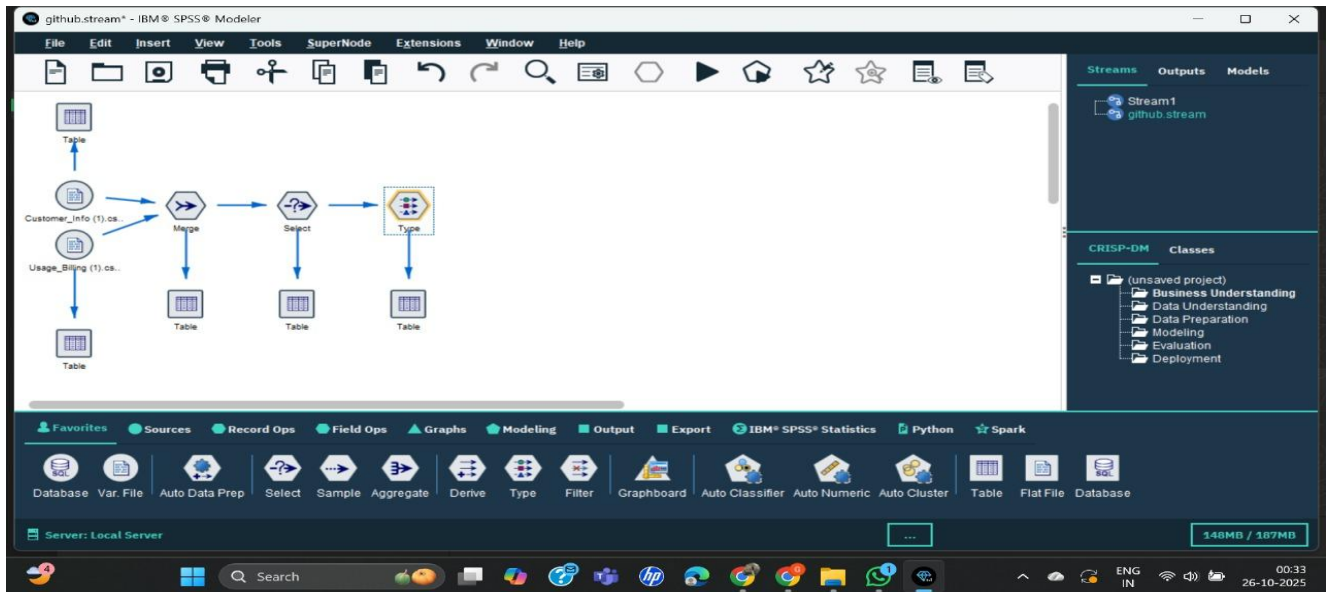 github.stream* - IBM® SPSS® Modeler
File Edit Insert View Tools SuperNode Extensions Window Help
Streams Outputs Models
Stream1
github.stream
Table
Customer_Info (1).cs..
Merge
Select
Type
Usage_Billing (1).cs..
Table
Table
Table
Table
CRISP-DM Classes
(unsaved project)
Business Understanding
Data Understanding
Data Preparation
Modeling
Evaluation
Deployment
Favorites Sources Record Ops Field Ops Graphs Modeling Output Export IBM® SPSS® Statistics Python Spark
SQL
SQL
Database Var. File Auto Data Prep Select Sample Aggregate Derive Type Filter Graphboard Auto Classifier Auto Numeric Auto Cluster Table Flat File Database
Server: Local Server
...
148MB / 187MB
4
Search
hp
1
ENG
IN
00:33
26-10-2025